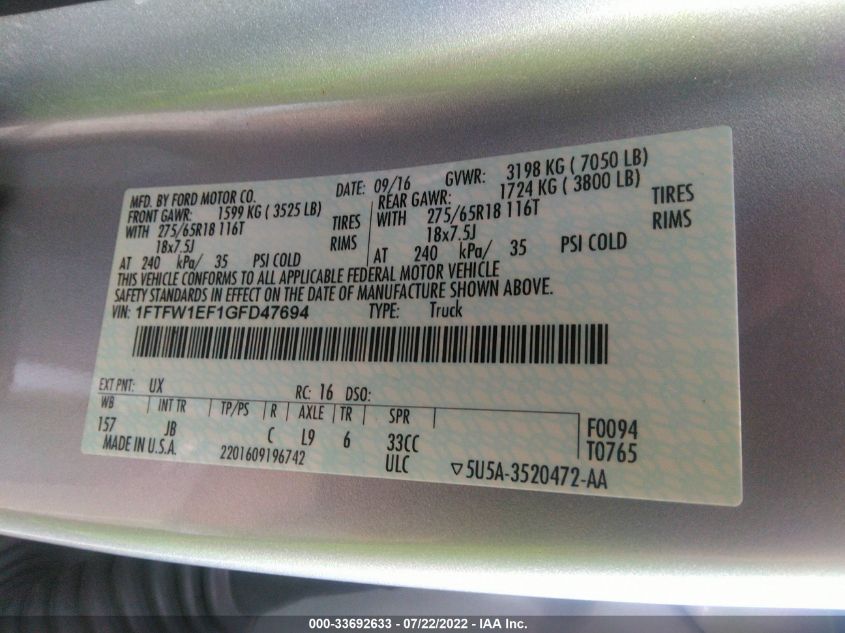 MFD. BY FORD MOTOR CO. DATE: 09/16 GVWR: 3198 KG ( 7050 LB)
FRONT GAWR: 1599 KG ( 3525 LB) REAR GAWR: 1724 KG ( 3800 LB)
WITH 275/65R18 116T TIRES WITH 275/65R18 116T TIRES
18x7.5J RIMS 18x7.5J RIMS
AT 240 kPa/ 35 PSI COLD AT 240 kPa/ 35 PSI COLD
THIS VEHICLE CONFORMS TO ALL APPLICABLE FEDERAL MOTOR VEHICLE
SAFETY STANDARDS IN EFFECT ON THE DATE OF MANUFACTURE SHOWN ABOVE.
VIN: 1FTFW1EF1GFD47694 TYPE: Truck
EXT PNT: UX RC: 16 DSO:
WB INT TR TP/PS R AXLE TR SPR
157 JB C L9 6 33CC F0094
MADE IN U.S.A. 2201609196742 ULC T0765
▽5U5A-3520472-AA
000-33692633 - 07/22/2022 - IAA Inc.